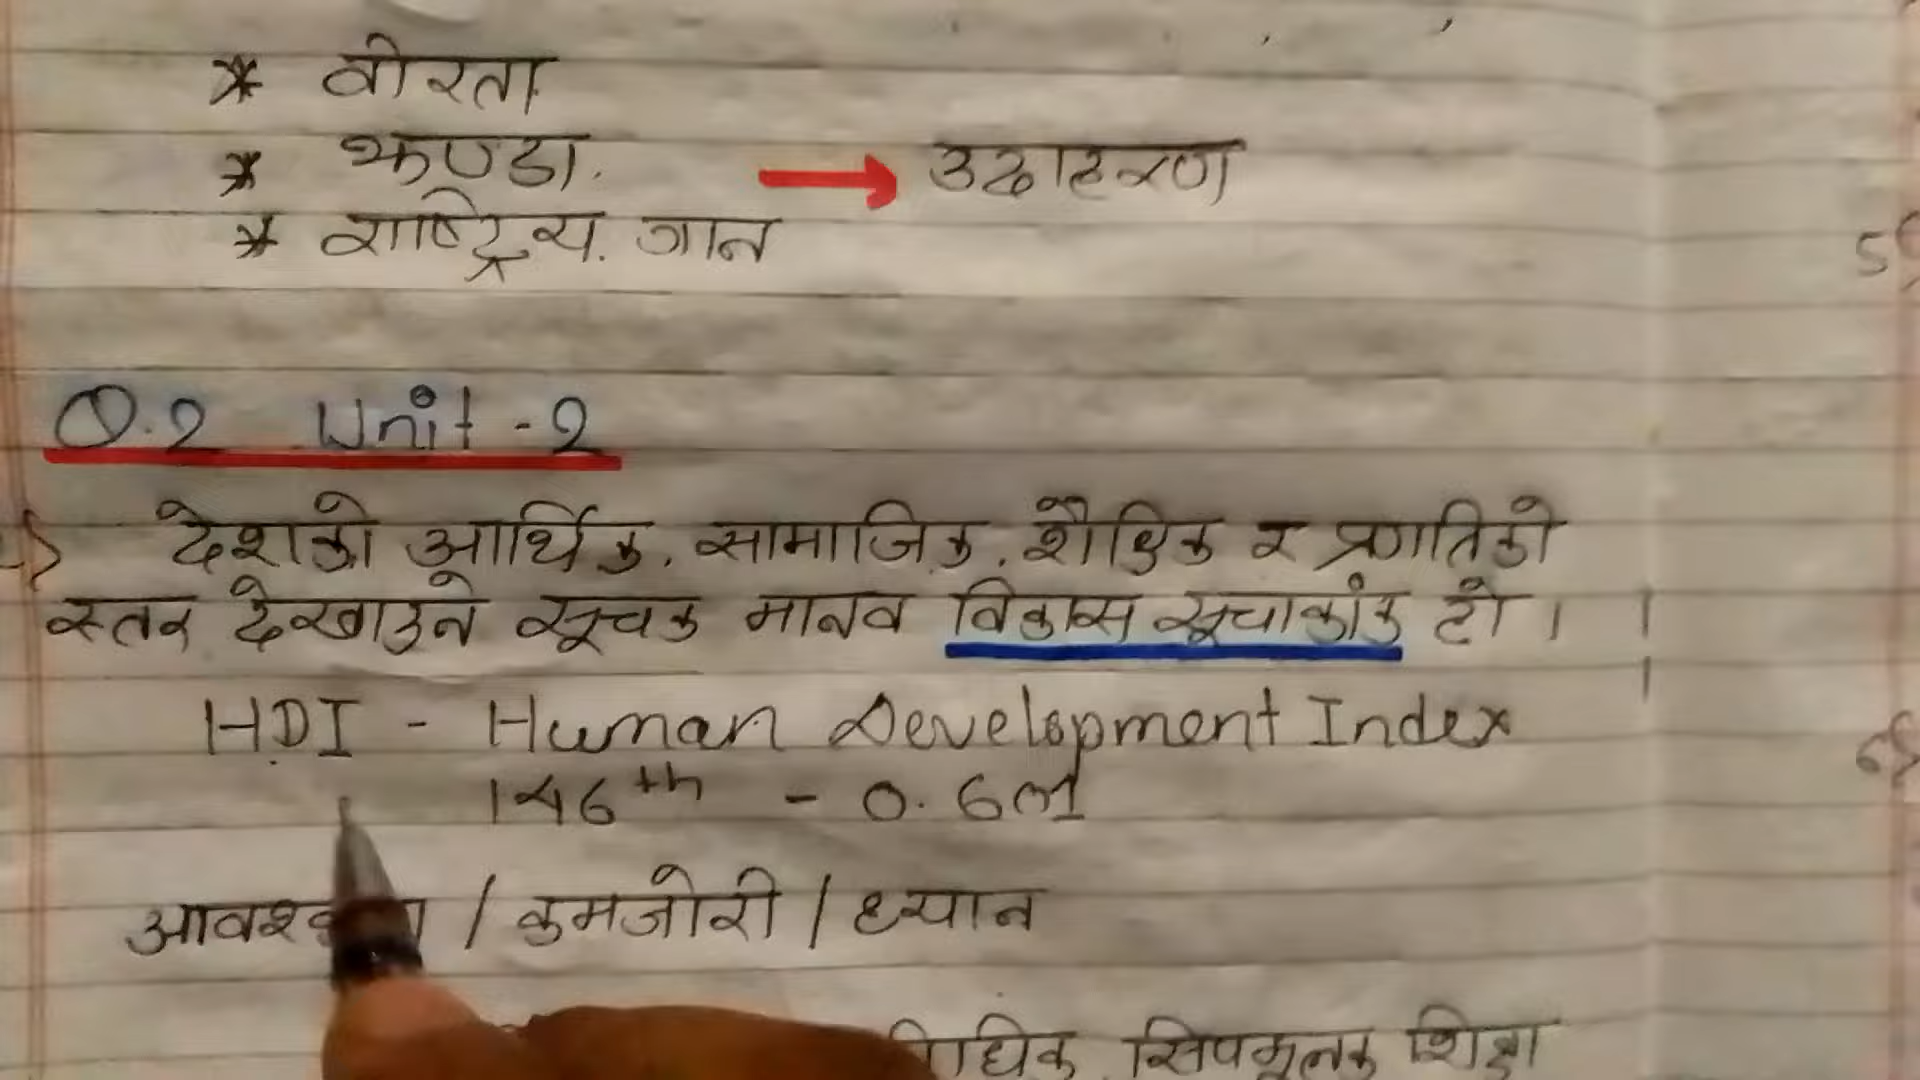 * वीरता
* झण्डा. → उदाहरण
* राष्ट्रिय. गान
Q.2 Unit - 2
देशको आर्थिक, सामाजिक, शैक्षिक र प्रगतिको
स्तर देखाउने सूचक मानव विकास सूचाकांक हो ।
HDI - Human Development Index
146th - 0.601
/ कमजोरी / ध्यान
सिपमूलक शिक्षा